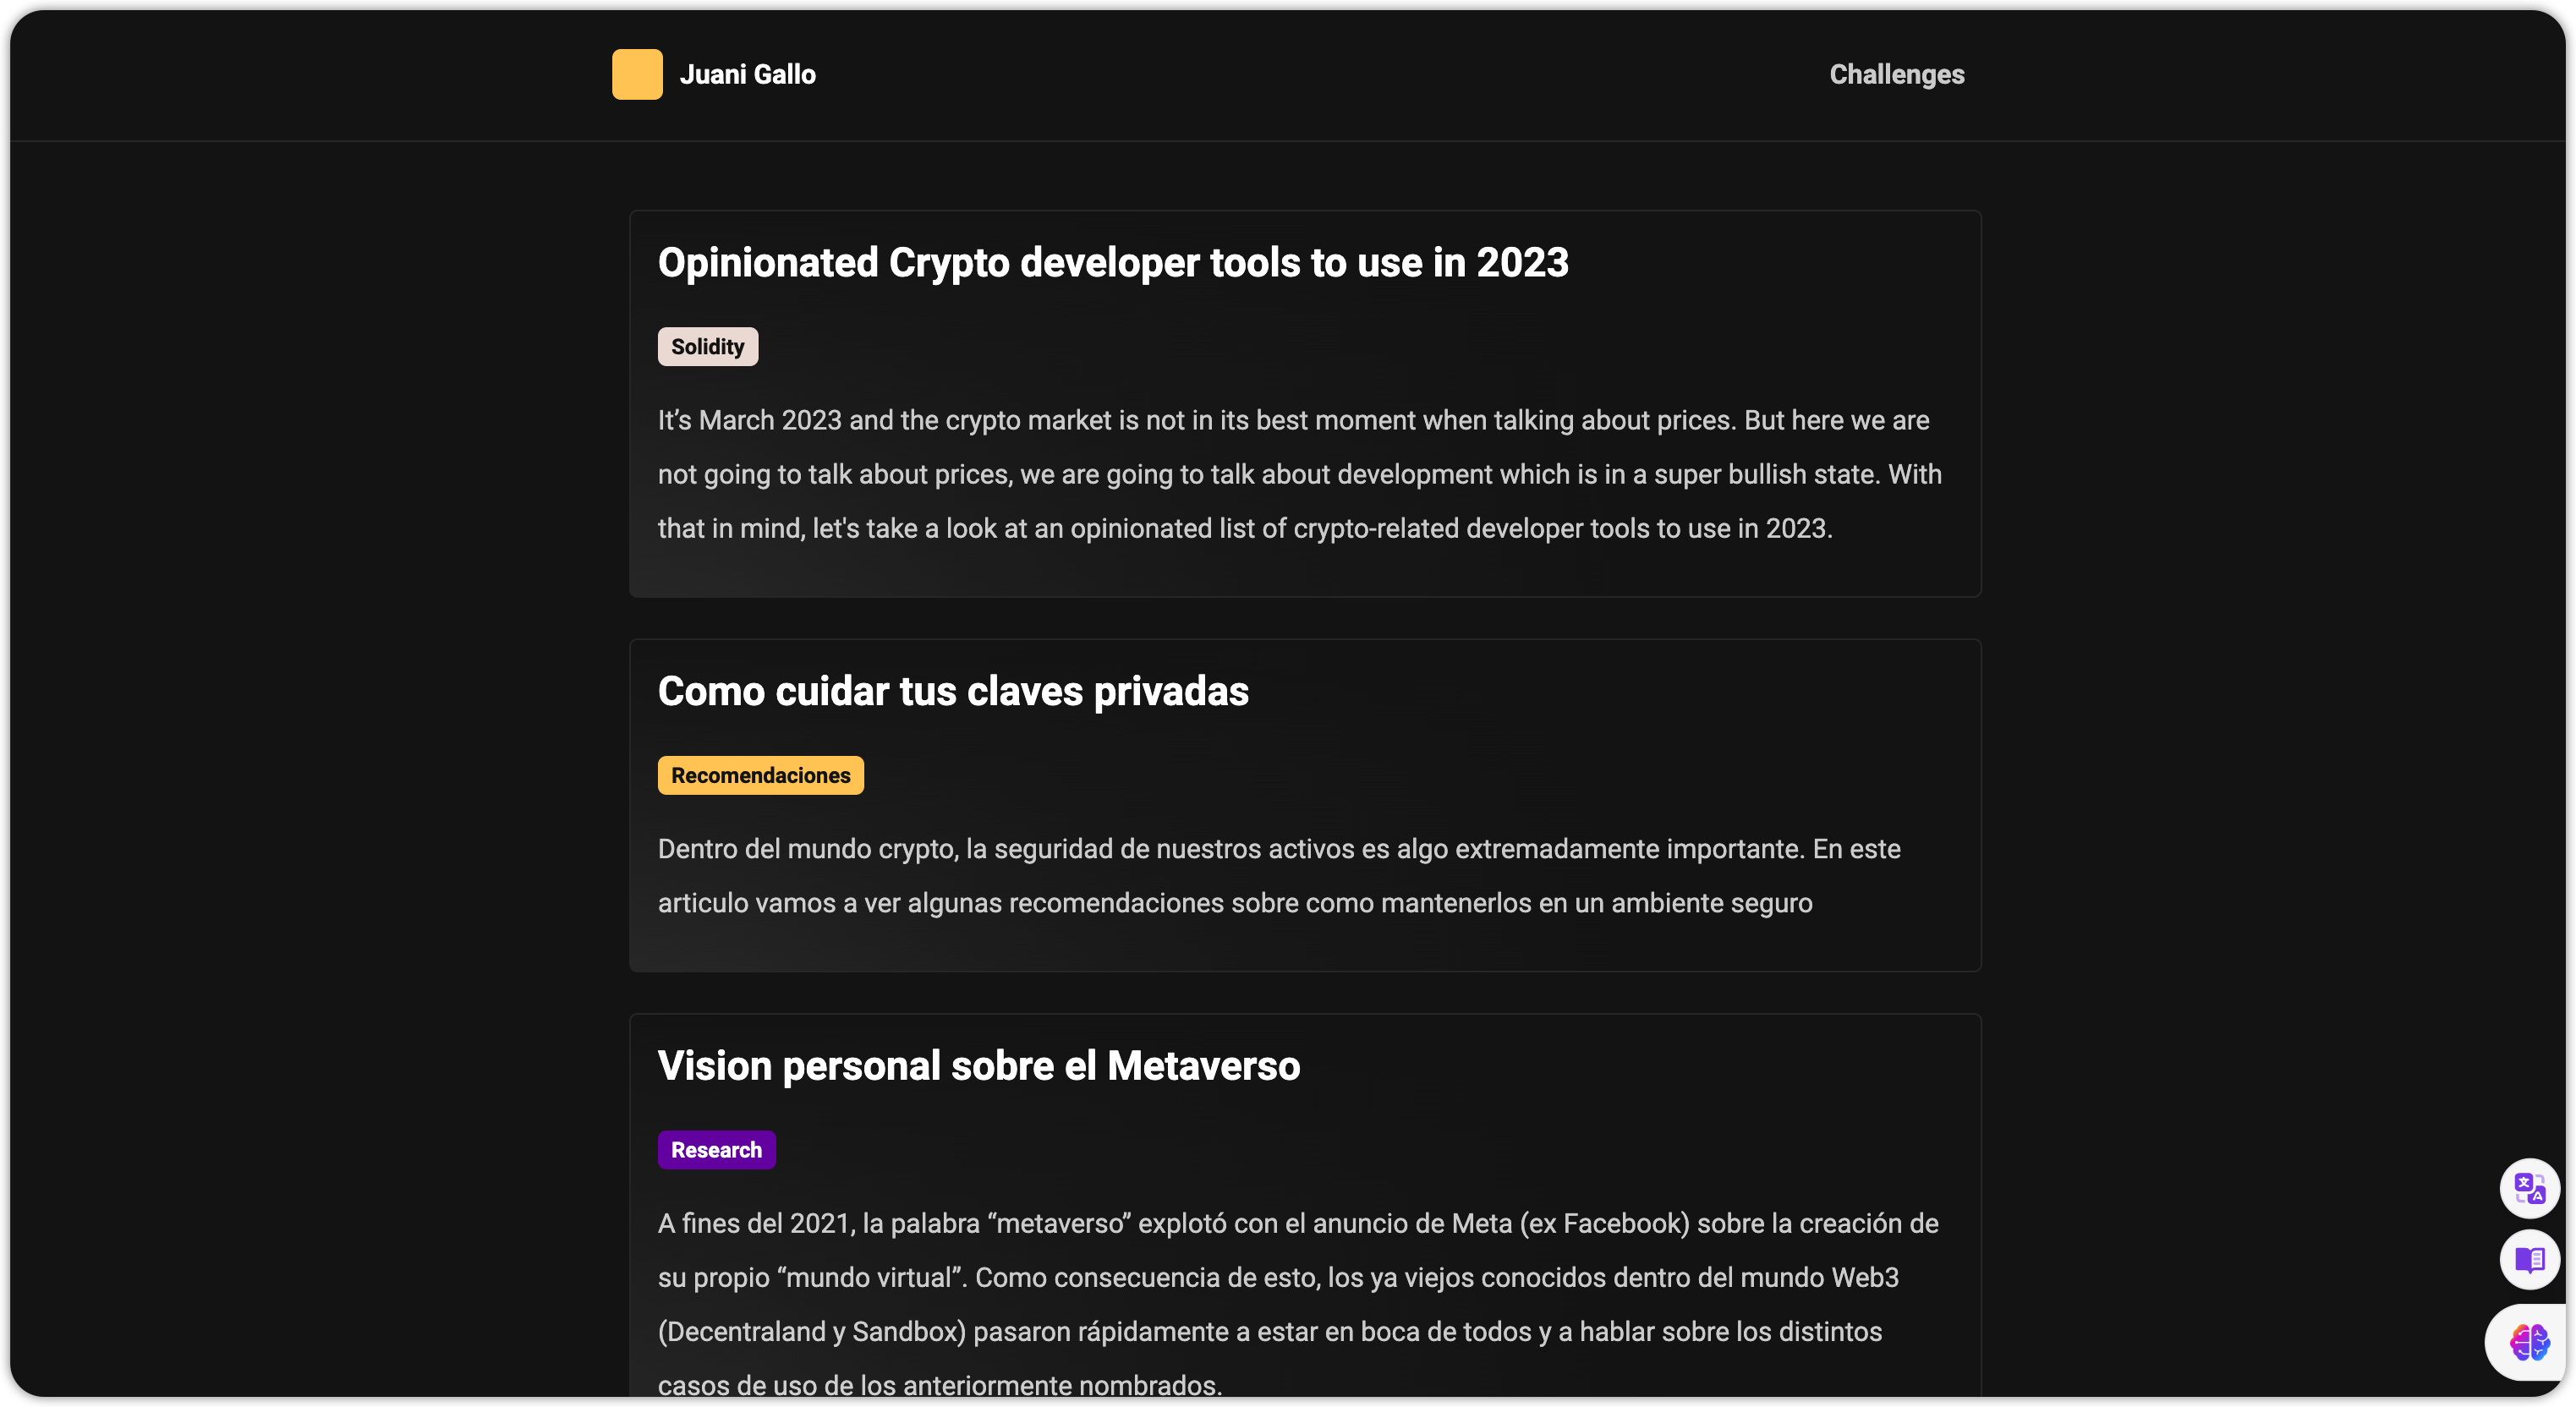 Juani Gallo
Challenges
Opinionated Crypto developer tools to use in 2023
Solidity
It’s March 2023 and the crypto market is not in its best moment when talking about prices. But here we are
not going to talk about prices, we are going to talk about development which is in a super bullish state. With
that in mind, let's take a look at an opinionated list of crypto-related developer tools to use in 2023.
Como cuidar tus claves privadas
Recomendaciones
Dentro del mundo crypto, la seguridad de nuestros activos es algo extremadamente importante. En este
articulo vamos a ver algunas recomendaciones sobre como mantenerlos en un ambiente seguro
Vision personal sobre el Metaverso
Research
A fines del 2021, la palabra “metaverso” explotó con el anuncio de Meta (ex Facebook) sobre la creación de
su propio “mundo virtual”. Como consecuencia de esto, los ya viejos conocidos dentro del mundo Web3
(Decentraland y Sandbox) pasaron rápidamente a estar en boca de todos y a hablar sobre los distintos
casos de uso de los anteriormente nombrados.